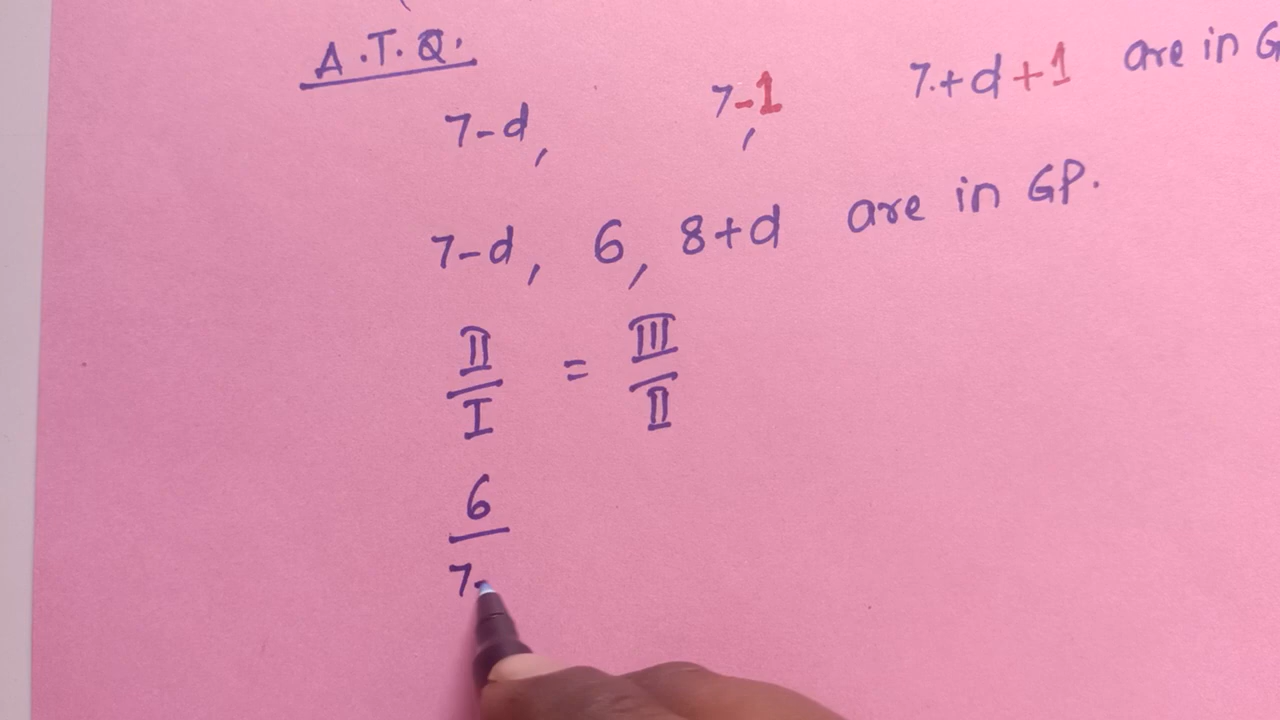 A.T.Q.
7-d, 7-1, 7+d+1 are in G
7-d, 6, 8+d are in GP.
II/I = III/II
6/7-